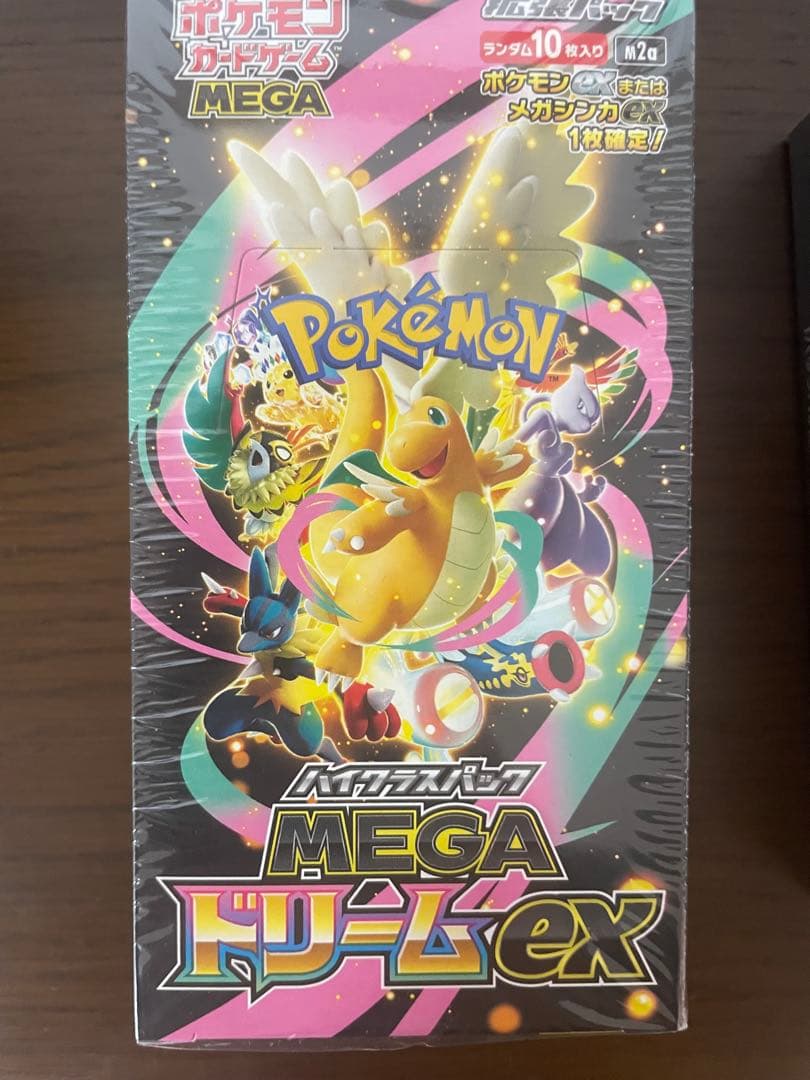 ポケモン
カードゲーム™
MEGA
拡張パック
ランダム10枚入り
M2a
ポケモンexまたは
メガシンカex
1枚確定!
POKéMON™
ハイクラスパック
MEGA
ドリームex